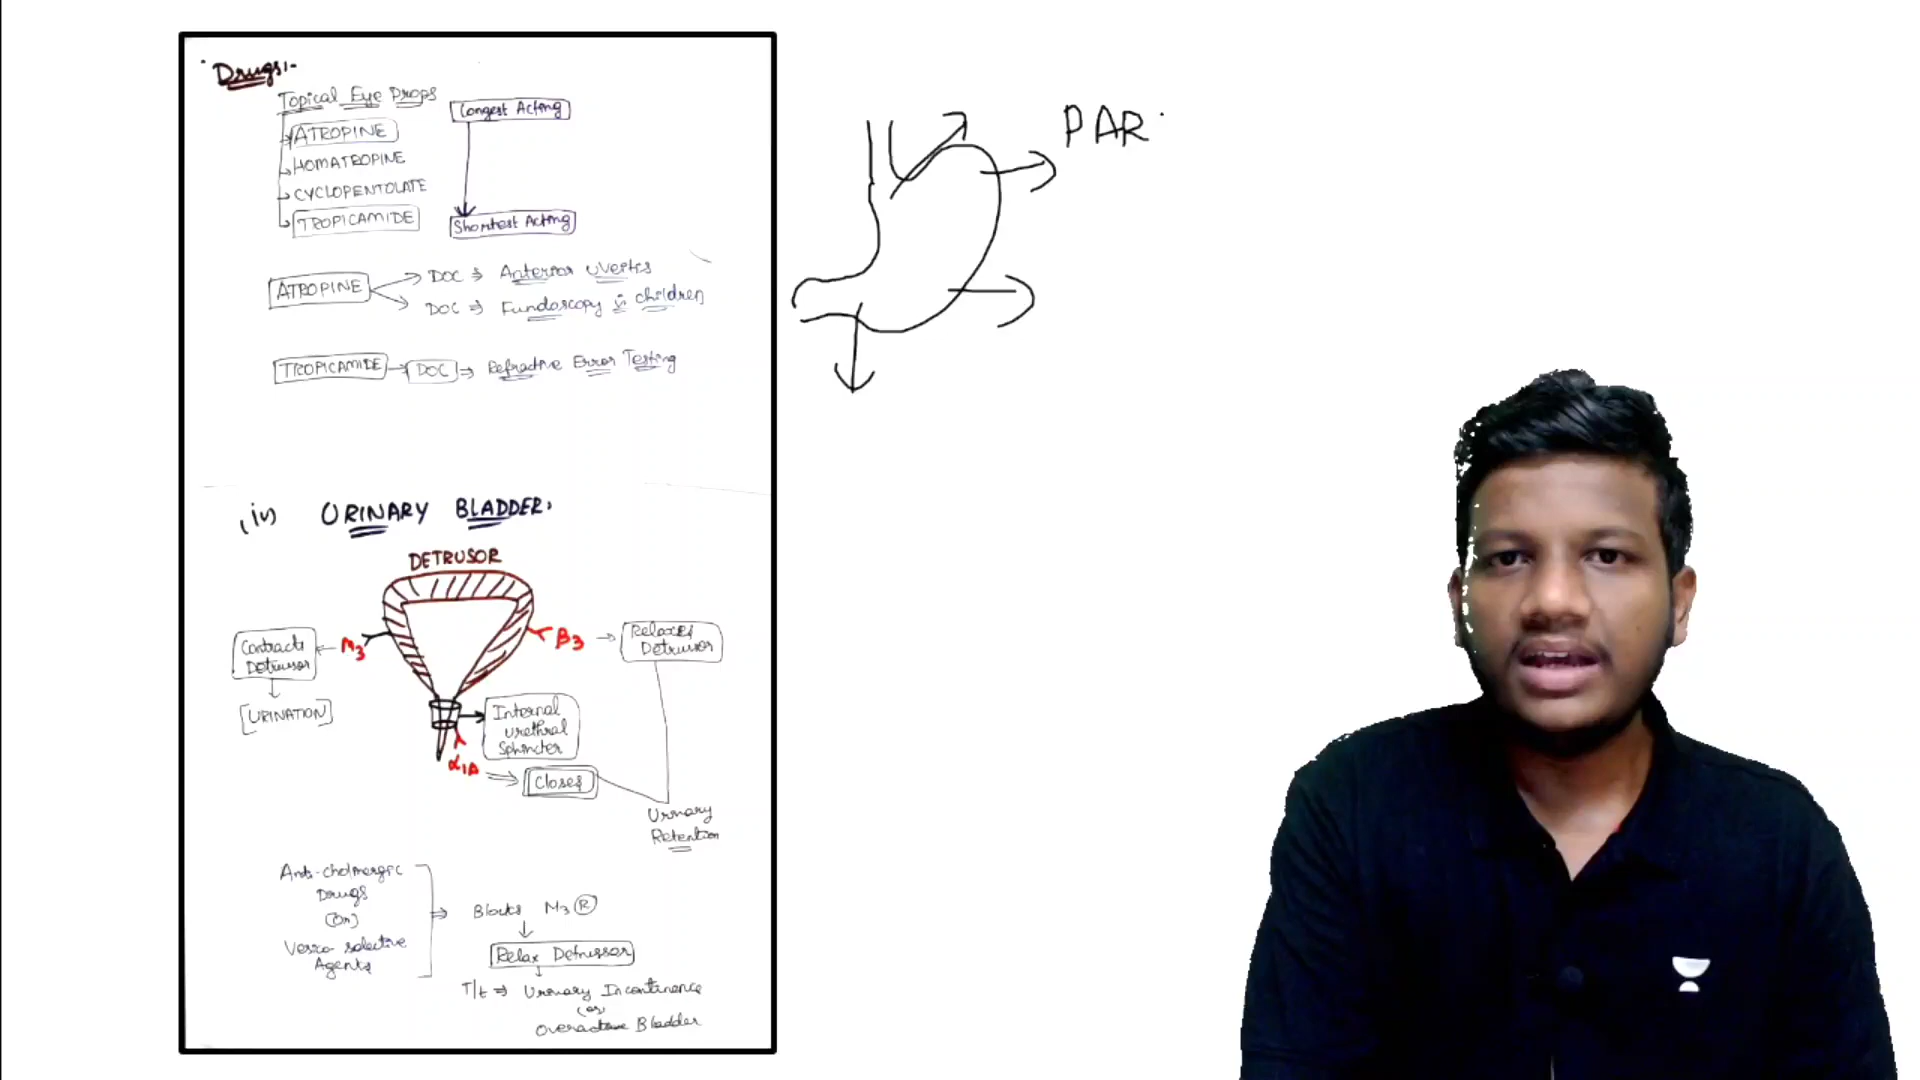 Drugs:-
Topical Eye Drops
Longest Acting
ATROPINE
HOMATROPINE
CYCLOPENTOLATE
TROPICAMIDE
Shortest Acting
ATROPINE
DOC ⇒ Anterior Uveitis
DOC ⇒ Fundoscopy in children
TROPICAMIDE → DOC ⇒ Refractive Error Testing
(iv) URINARY BLADDER.
DETRUSOR
Contracts
Detrusor
M3
β3
Relaxes
Detrusor
[URINATION]
Internal
Urethral
Sphincter
α1A
Closes
Urinary
Retention
Anti-cholinergic
Drugs
(or)
Vesico selective
Agents
⇒ Blocks M3 R
Relax Detrussor
T/t ⇒ Urinary Incontinence
(or)
Overactive Bladder
PAR